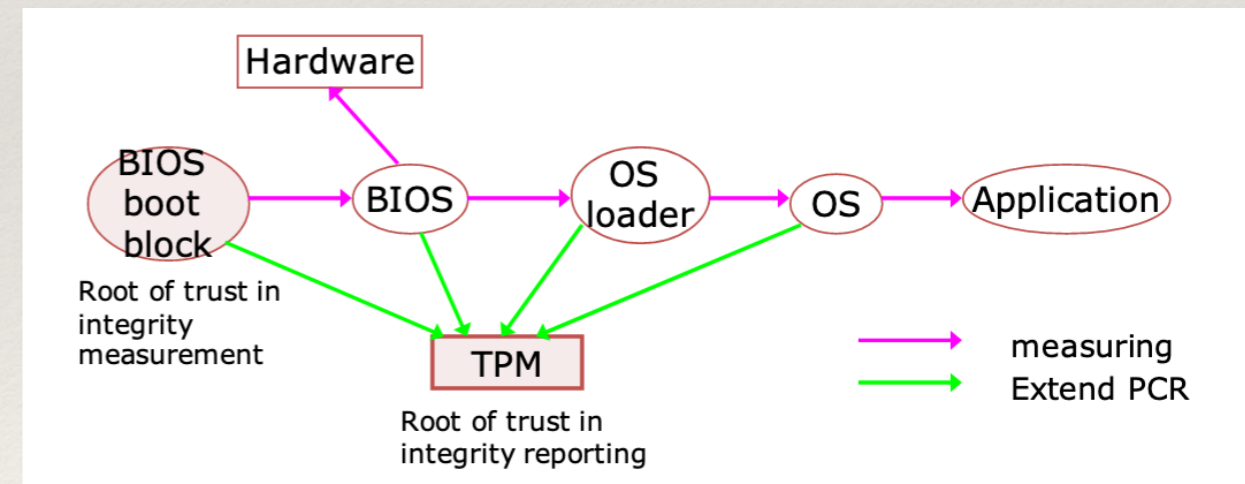 Hardware
BIOS
boot
block
BIOS
OS
loader
OS
Application
Root of trust in
integrity
measurement
TPM
Root of trust in
integrity reporting
measuring
Extend PCR